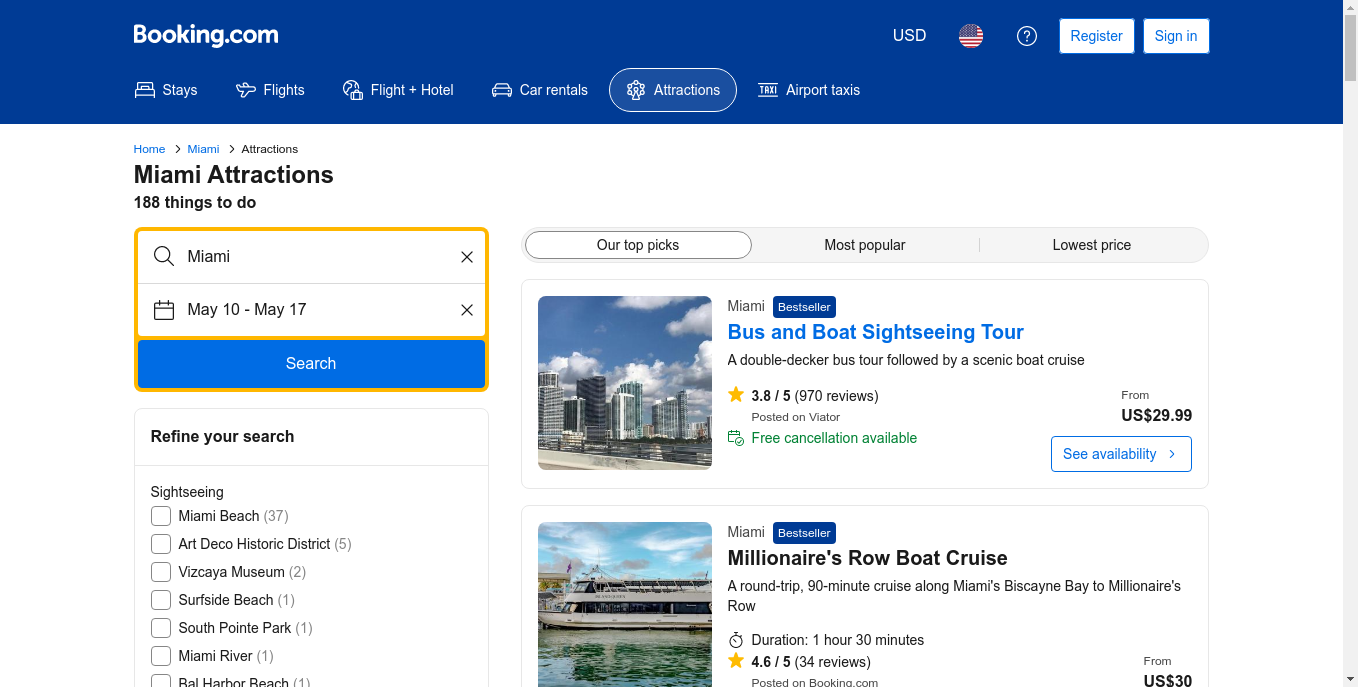 Booking.com
USD
Register
Sign in
Stays
Flights
Flight + Hotel
Car rentals
Attractions
TAXI
Airport taxis
Home > Miami > Attractions
Miami Attractions
188 things to do
Miami
May 10 - May 17
Search
Refine your search
Sightseeing
Miami Beach (37)
Art Deco Historic District (5)
Vizcaya Museum (2)
Surfside Beach (1)
South Pointe Park (1)
Miami River (1)
Bal Harbor Beach (1)
Our top picks
Most popular
Lowest price
Miami Bestseller
Bus and Boat Sightseeing Tour
A double-decker bus tour followed by a scenic boat cruise
3.8 / 5 (970 reviews)
Posted on Viator
Free cancellation available
From
US$29.99
See availability
Miami Bestseller
Millionaire's Row Boat Cruise
A round-trip, 90-minute cruise along Miami's Biscayne Bay to Millionaire's
Row
Duration: 1 hour 30 minutes
4.6 / 5 (34 reviews)
Posted on Booking.com
From
US$30